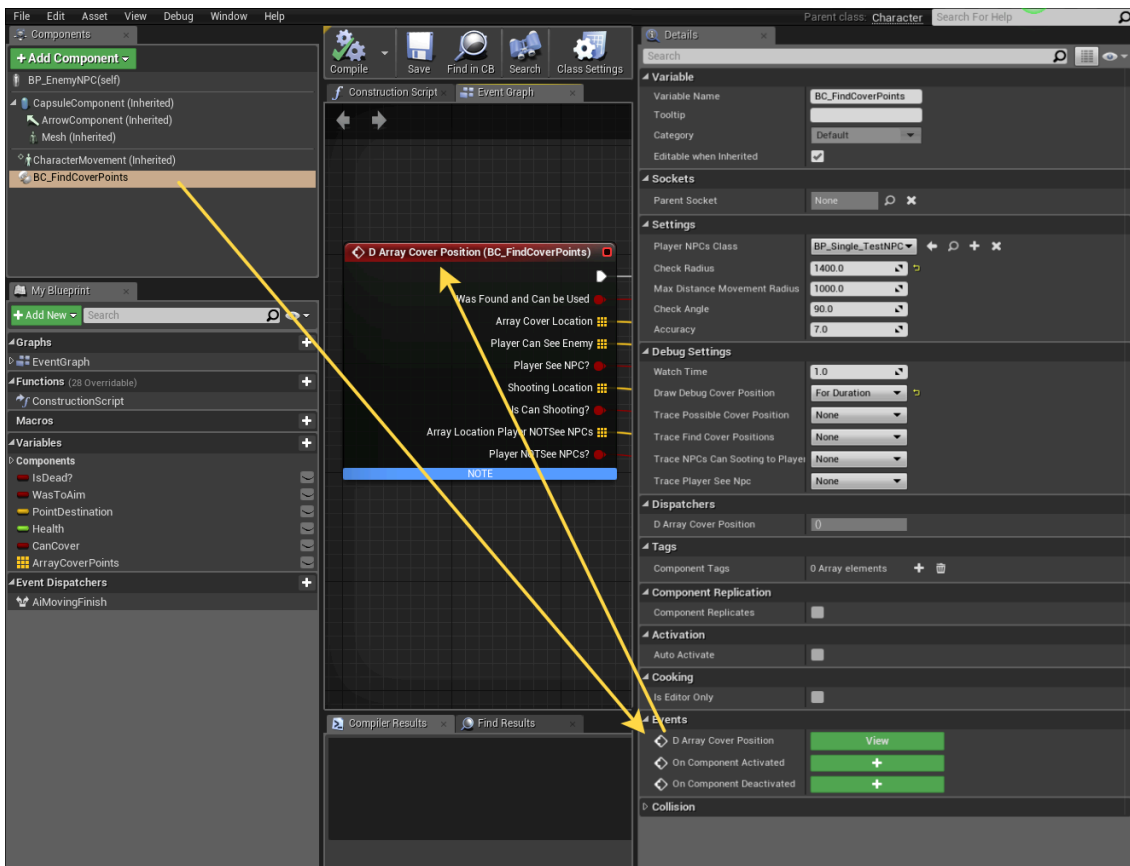 File Edit Asset View Debug Window Help
Parent class: Character Search For Help
Components
+Add Component
BP_EnemyNPC(self)
CapsuleComponent (Inherited)
ArrowComponent (Inherited)
Mesh (Inherited)
CharacterMovement (Inherited)
BC_FindCoverPoints
My Blueprint
+Add New Search
Graphs
EventGraph
Functions (28 Overridable)
ConstructionScript
Macros
Variables
Components
IsDead?
WasToAim
PointDestination
Health
CanCover
ArrayCoverPoints
Event Dispatchers
AiMovingFinish
Compile Save Find in CB Search Class Settings
Construction Script Event Graph
D Array Cover Position (BC_FindCoverPoints)
Was Found and Can be Used
Array Cover Location
Player Can See Enemy
Player See NPC?
Shooting Location
Is Can Shooting?
Array Location Player NOTSee NPCs
Player NOTSee NPCs?
NOTE
Compiler Results Find Results
Details
Search
Variable
Variable Name BC_FindCoverPoints
Tooltip
Category Default
Editable when Inherited
Sockets
Parent Socket None
Settings
Player NPCs Class BP_Single_TestNPC
Check Radius 1400.0
Max Distance Movement Radius 1000.0
Check Angle 90.0
Accuracy 7.0
Debug Settings
Watch Time 1.0
Draw Debug Cover Position For Duration
Trace Possible Cover Position None
Trace Find Cover Positions None
Trace NPCs Can Sooting to Player None
Trace Player See Npc None
Dispatchers
D Array Cover Position ()
Tags
Component Tags 0 Array elements
Component Replication
Component Replicates
Activation
Auto Activate
Cooking
Is Editor Only
Events
D Array Cover Position View
On Component Activated +
On Component Deactivated +
Collision